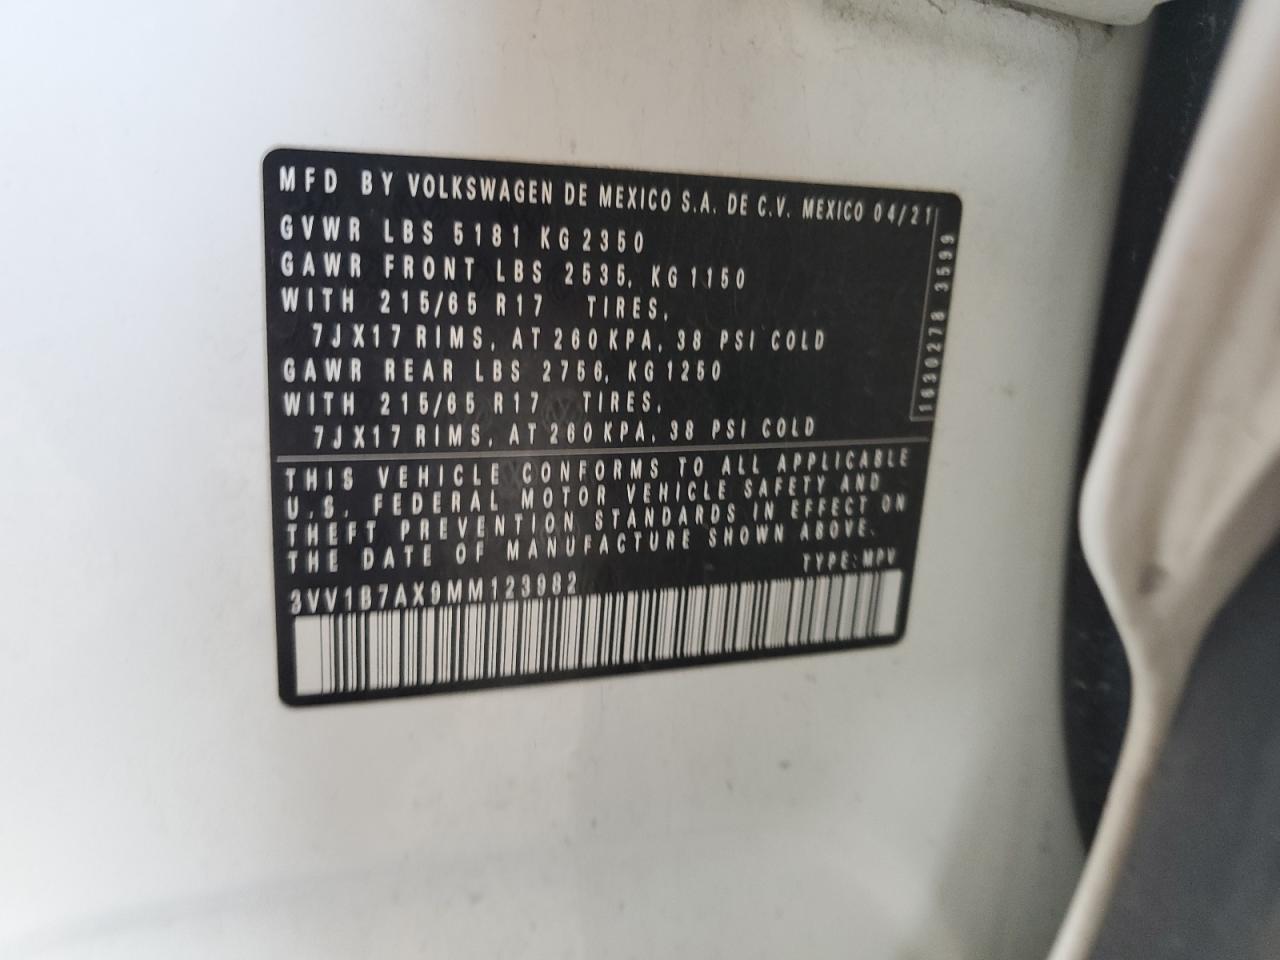 MFD BY VOLKSWAGEN DE MEXICO S.A. DE C.V. MEXICO 04/21
GVWR LBS 5181 KG 2350
GAWR FRONT LBS 2535, KG 1150
WITH 215/65 R17 TIRES,
7JX17 RIMS, AT 260 KPA, 38 PSI COLD
GAWR REAR LBS 2756, KG 1250
WITH 215/65 R17 TIRES,
7JX17 RIMS, AT 260 KPA, 38 PSI COLD
1630278 3599
THIS VEHICLE CONFORMS TO ALL APPLICABLE
U.S. FEDERAL MOTOR VEHICLE SAFETY AND
THEFT PREVENTION STANDARDS IN EFFECT ON
THE DATE OF MANUFACTURE SHOWN ABOVE.
TYPE: MPV
3VV1B7AX9MM123982